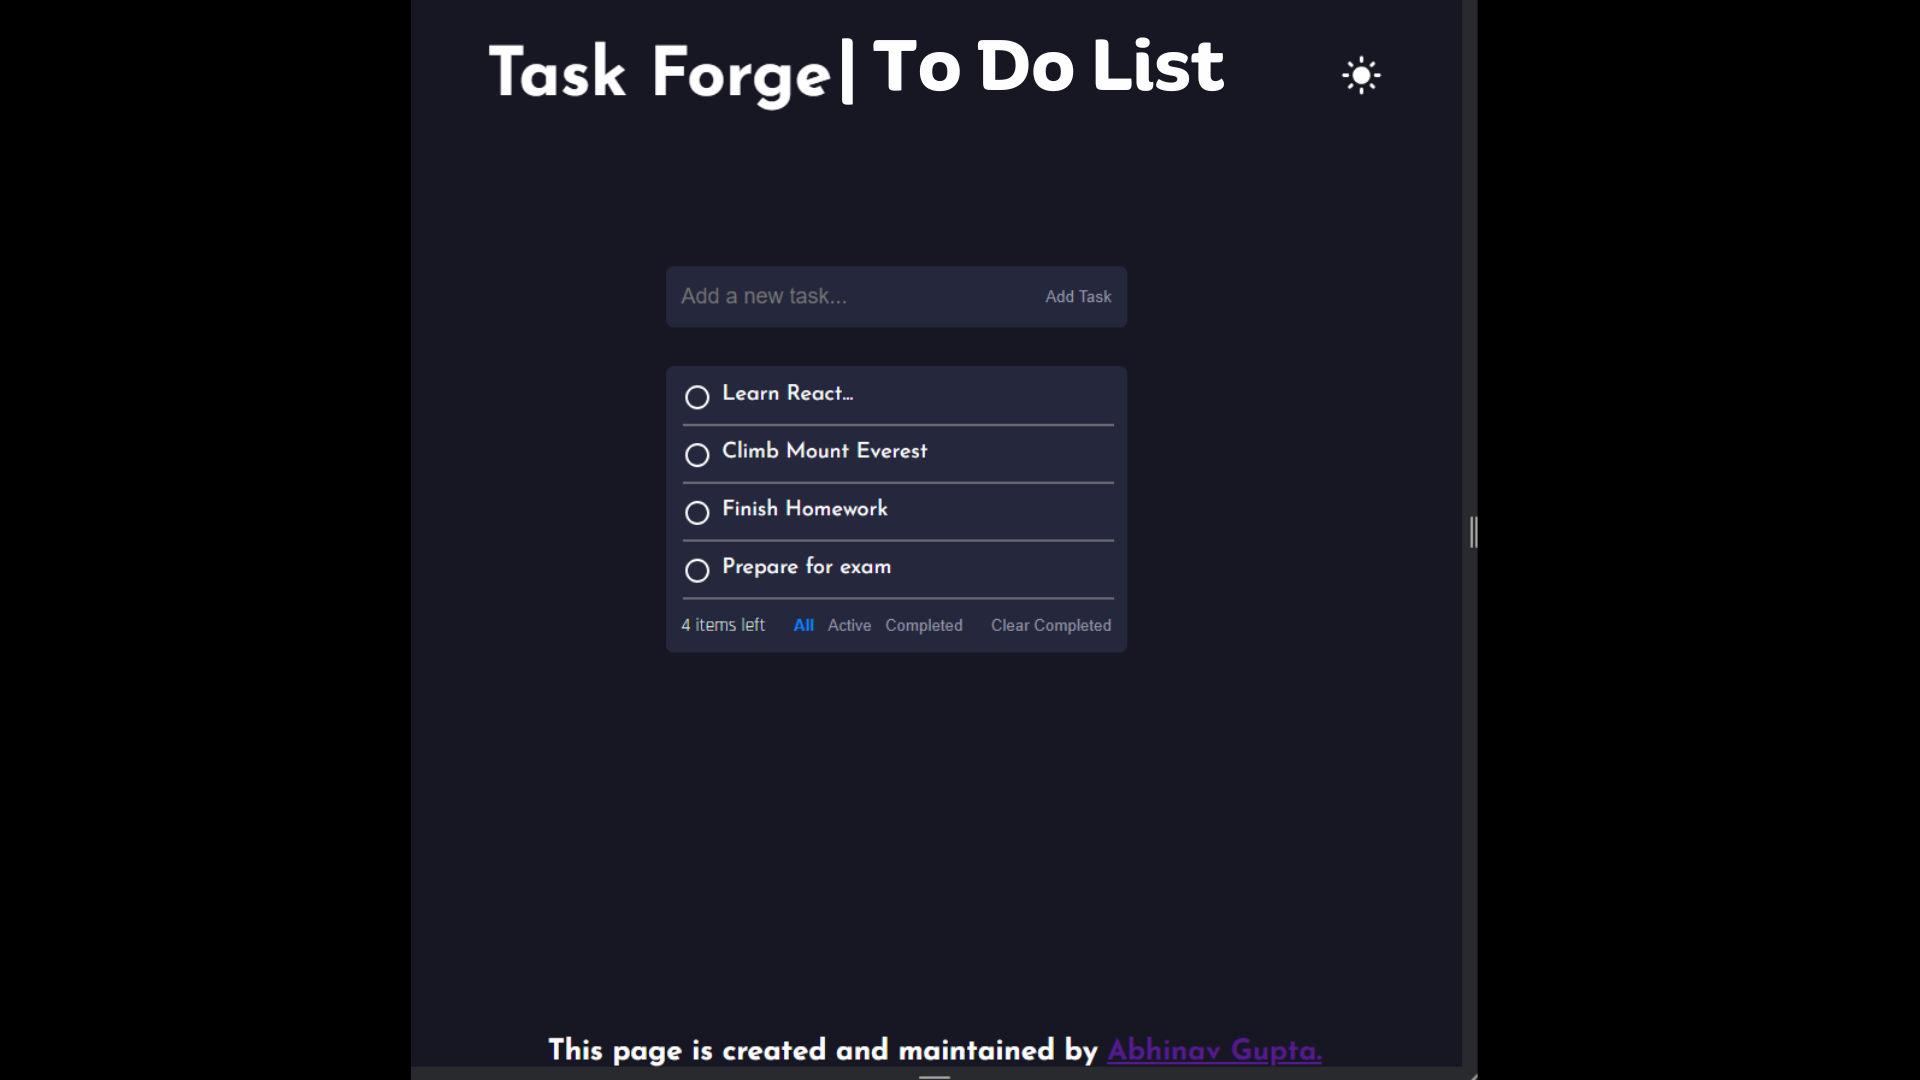 Task Forge| To Do List
Add a new task... Add Task
Learn React...
Climb Mount Everest
Finish Homework
Prepare for exam
4 items left All Active Completed Clear Completed
This page is created and maintained by Abhinav Gupta.